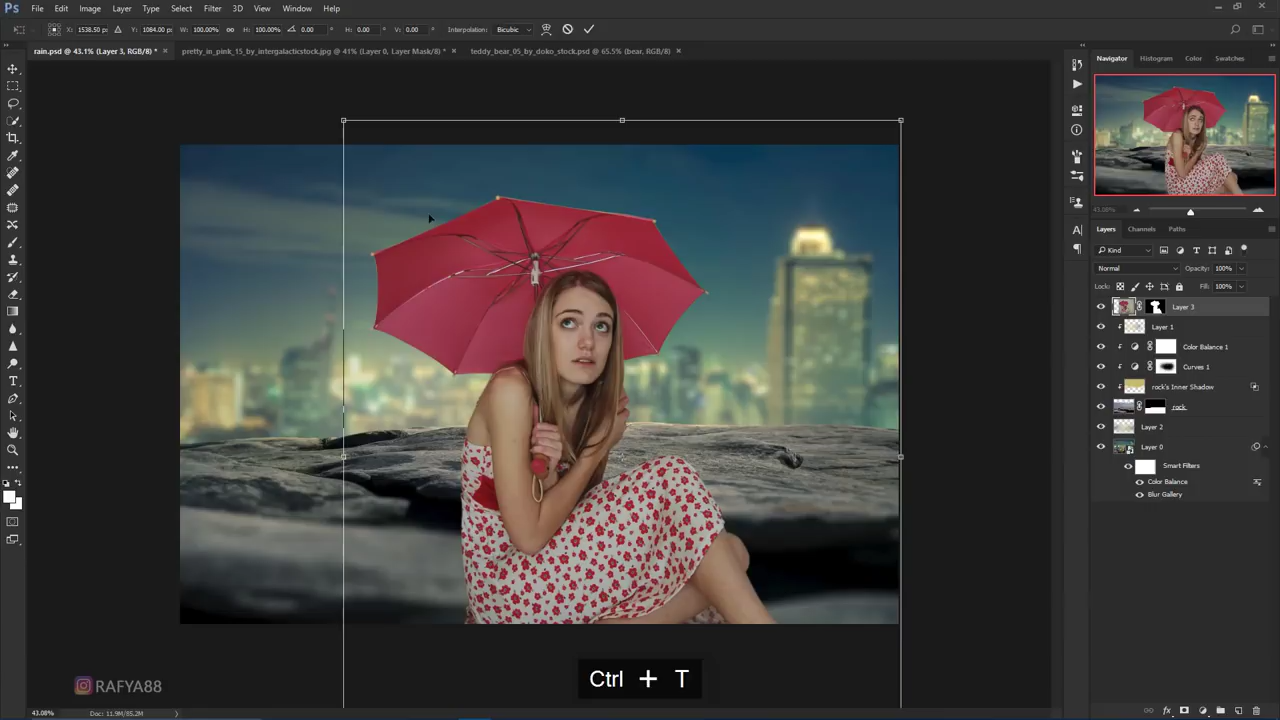 Ps File Edit Image Layer Type Select Filter 3D View Window Help
X: 1538.50 px Y: 1084.00 px W: 100.00% H: 100.00% 0.00 ° H: 0.00 ° V: 0.00 ° Interpolation: Bicubic
rain.psd @ 43.1% (Layer 3, RGB/8) * × pretty_in_pink_15_by_intergalacticstock.jpg @ 41% (Layer 0, Layer Mask/8) * × teddy_bear_05_by_doko_stock.psd @ 65.5% (bear, RGB/8) ×
Navigator Histogram Color Swatches
43.08%
Layers Channels Paths
Kind
Normal Opacity: 100%
Lock: Fill: 100%
Layer 3
Layer 1
Color Balance 1
Curves 1
rock's Inner Shadow
rock
Layer 2
Layer 0
Smart Filters
Color Balance
Blur Gallery
Ctrl + T
RAFYA88
43.08% Doc: 11.9M/85.2M